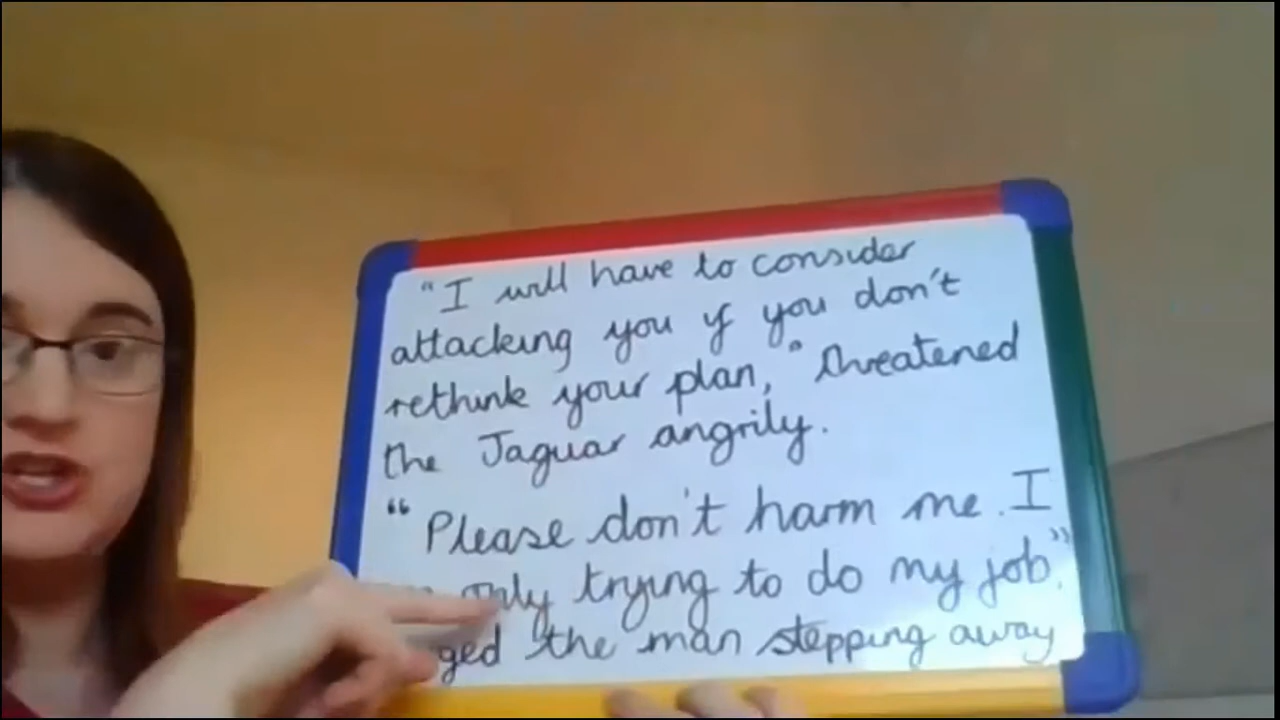 "I will have to consider
attacking you if you don't
rethink your plan," threatened
the Jaguar angrily.
"Please don't harm me. I
only trying to do my job."
the man stepping away